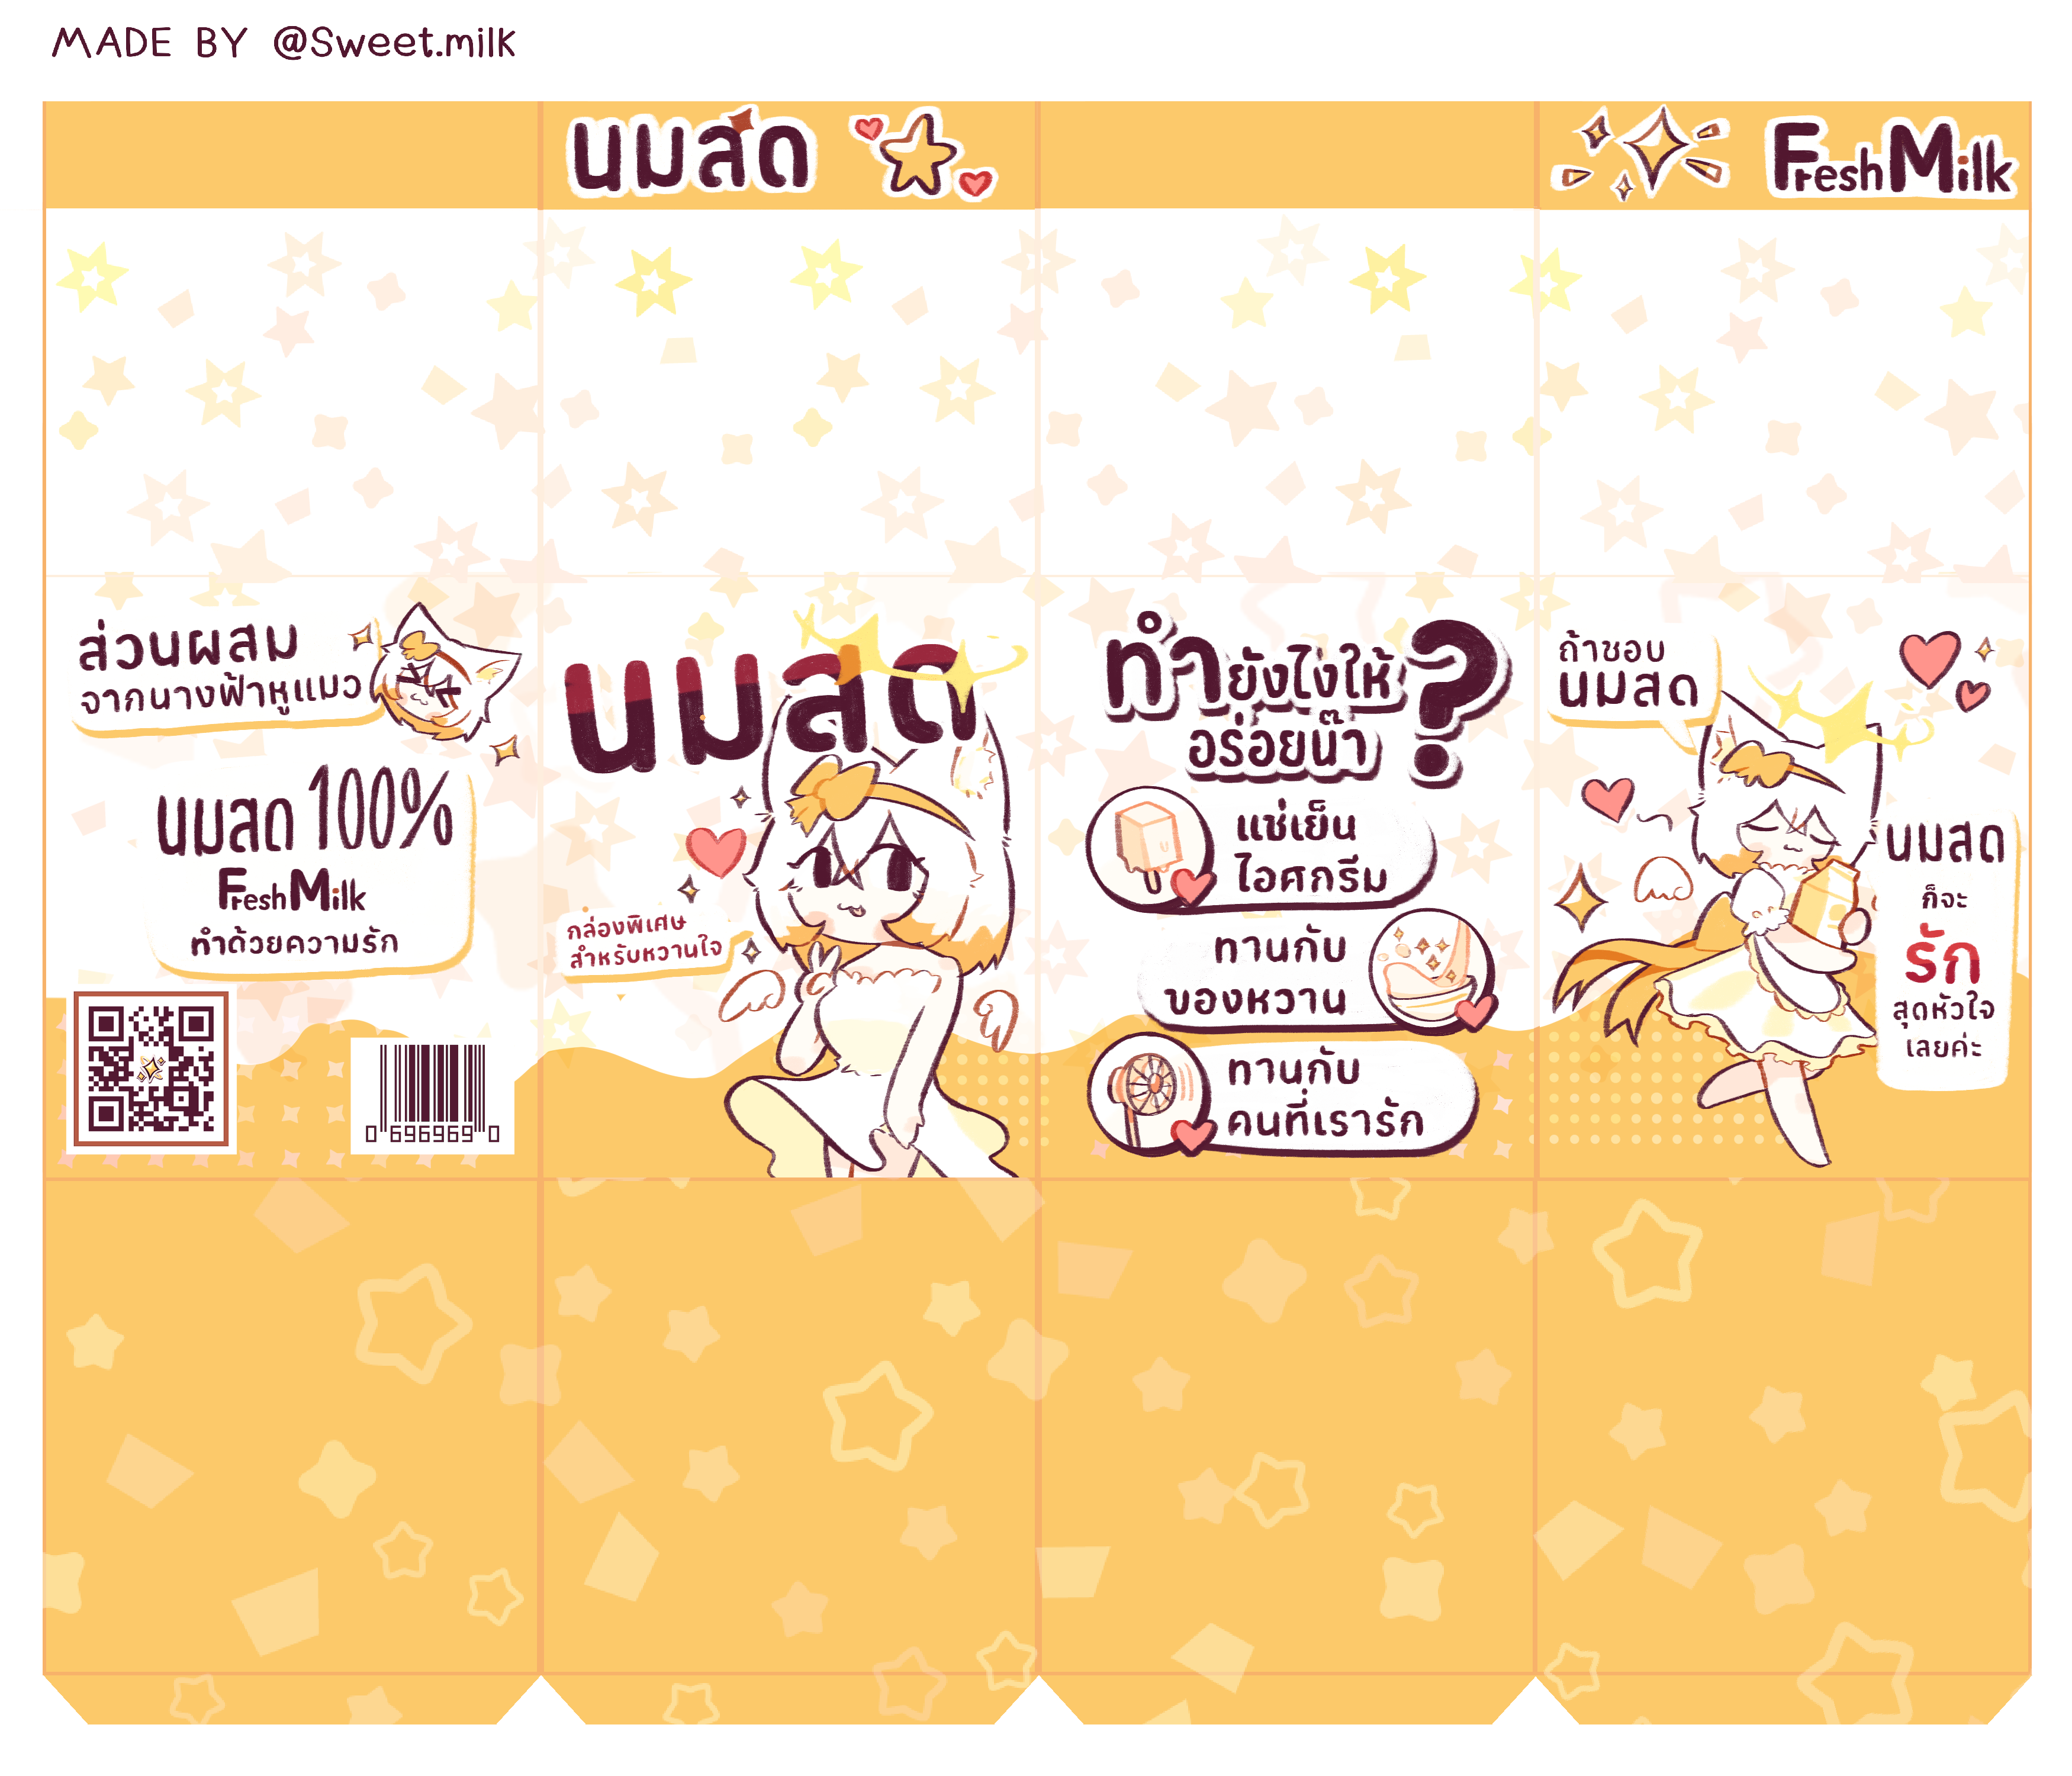 MADE BY @Sweet.milk
นมสด
FreshMilk
ส่วนผสม
จากนางฟ้าหูแมว
นมสด 100%
FreshMilk
ทำด้วยความรัก
0 696969 0
นมสด
กล่องพิเศษ
สำหรับหวานใจ
ทำยังไงให้
อร่อยน๊า?
แช่เย็น
ไอศกรีม
ทานกับ
ของหวาน
ทานกับ
คนที่เรารัก
ถ้าชอบ
นมสด
นมสด
ก็จะ
รัก
สุดหัวใจ
เลยค่ะ